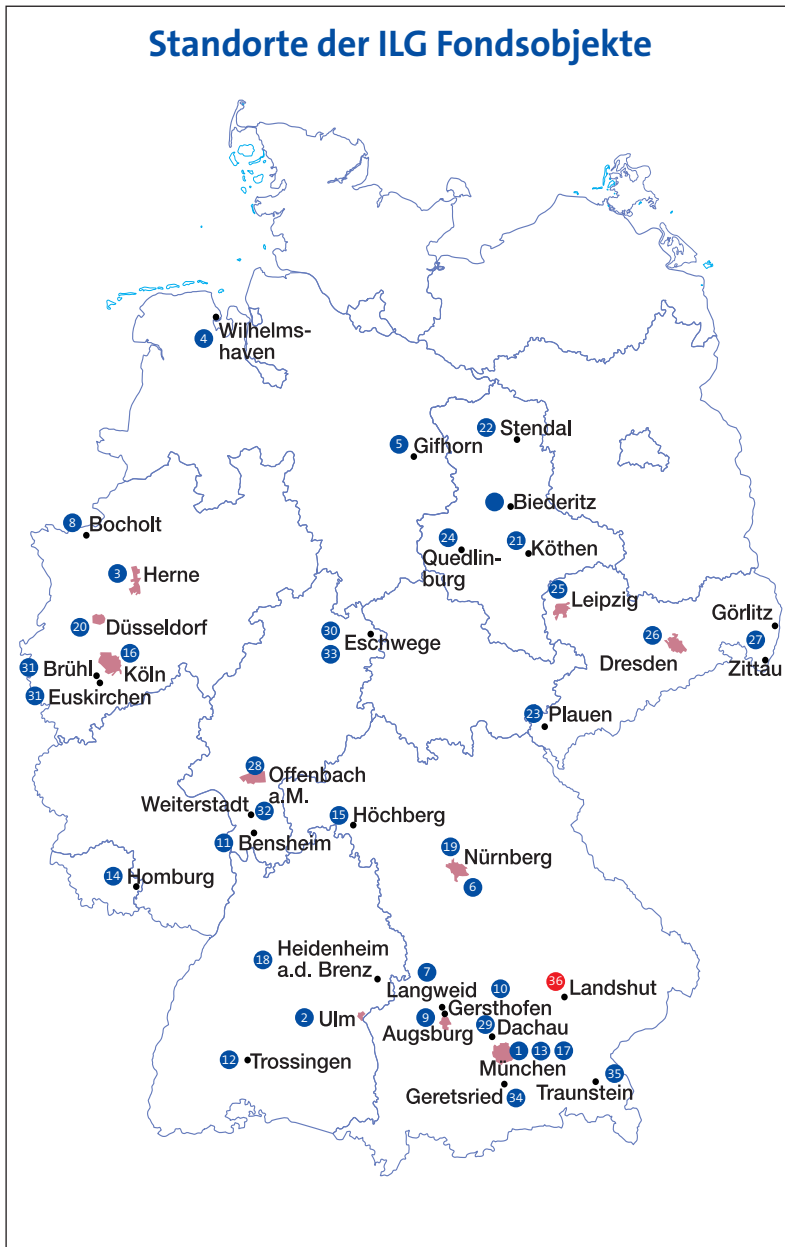 Standorte der ILG Fondsobjekte
4
Wilhelms-
haven
22 Stendal
5
Gifhorn
Biederitz
8
Bocholt
24
Quedlin-
burg
21
Köthen
3 Herne
25
Leipzig
20 Düsseldorf
30
Eschwege
33
Görlitz
26
27
Dresden
Zittau
16
31 Brühl
Köln
31 Euskirchen
23 Plauen
28
Offenbach
a.M.
Weiterstadt 32
15 Höchberg
11
Bensheim
19
Nürnberg
6
14 Homburg
18 Heidenheim
a.d. Brenz
7
Langweid
10
36
Landshut
Gersthofen
2 Ulm
9
Augsburg
29
Dachau
1 13 17
München
12
Trossingen
Geretsried
34
35
Traunstein